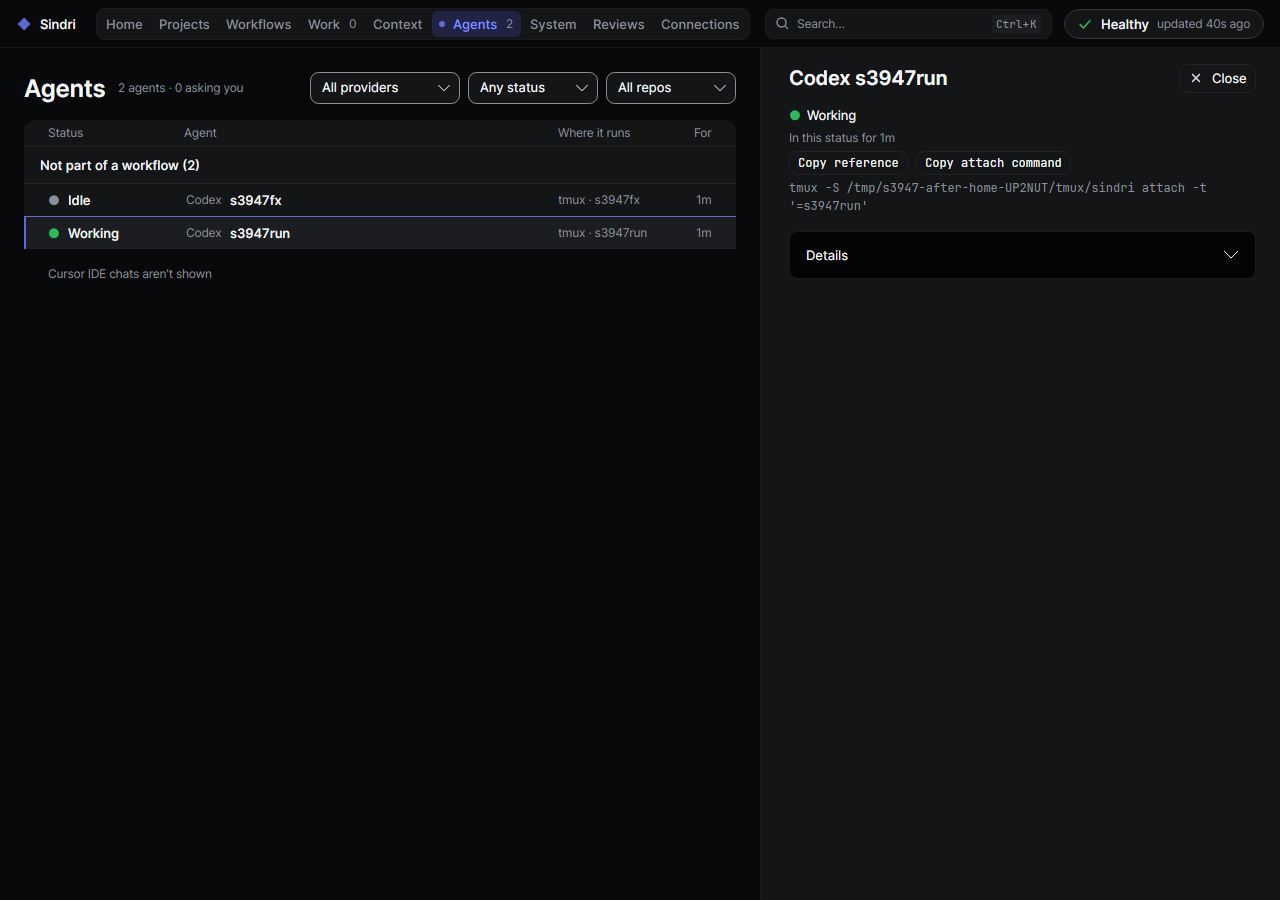 Sindri
Home Projects Workflows Work 0 Context Agents 2 System Reviews Connections
Search... Ctrl+K
Healthy updated 40s ago
Agents 2 agents · 0 asking you
All providers Any status All repos
Status Agent Where it runs For
Not part of a workflow (2)
Idle Codex s3947fx tmux · s3947fx 1m
Working Codex s3947run tmux · s3947run 1m
Cursor IDE chats aren't shown
Codex s3947run
Close
Working
In this status for 1m
Copy reference Copy attach command
tmux -S /tmp/s3947-after-home-UP2NUT/tmux/sindri attach -t
'=s3947run'
Details